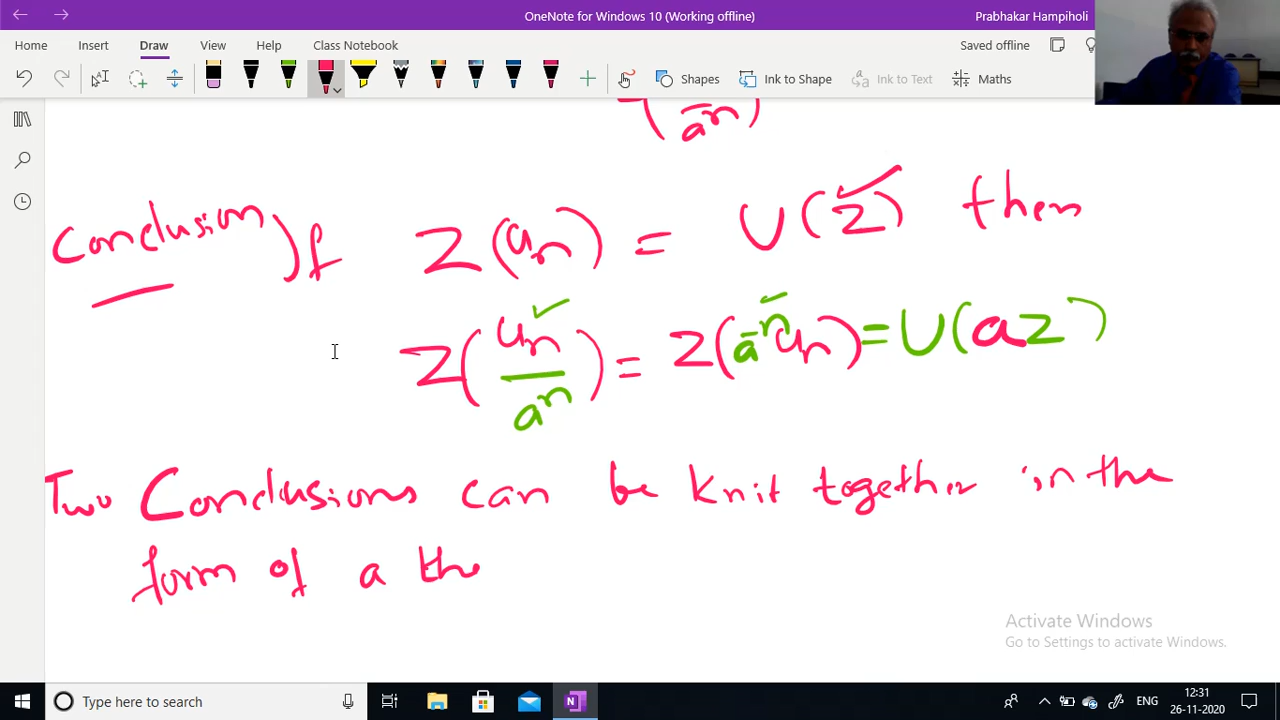 OneNote for Windows 10 (Working offline)
Prabhakar Hampiholi
Home Insert Draw View Help Class Notebook
Saved offline
Shapes Ink to Shape Ink to Text Maths
(a̅ⁿ)
Conclusion) If Z(uₙ) = U(z) then
Z(uₙ/aⁿ) = Z(a⁻ⁿuₙ) = U(az)
Two Conclusions can be knit together in the
form of a the
Activate Windows
Go to Settings to activate Windows.
Type here to search
ENG
12:31
26-11-2020